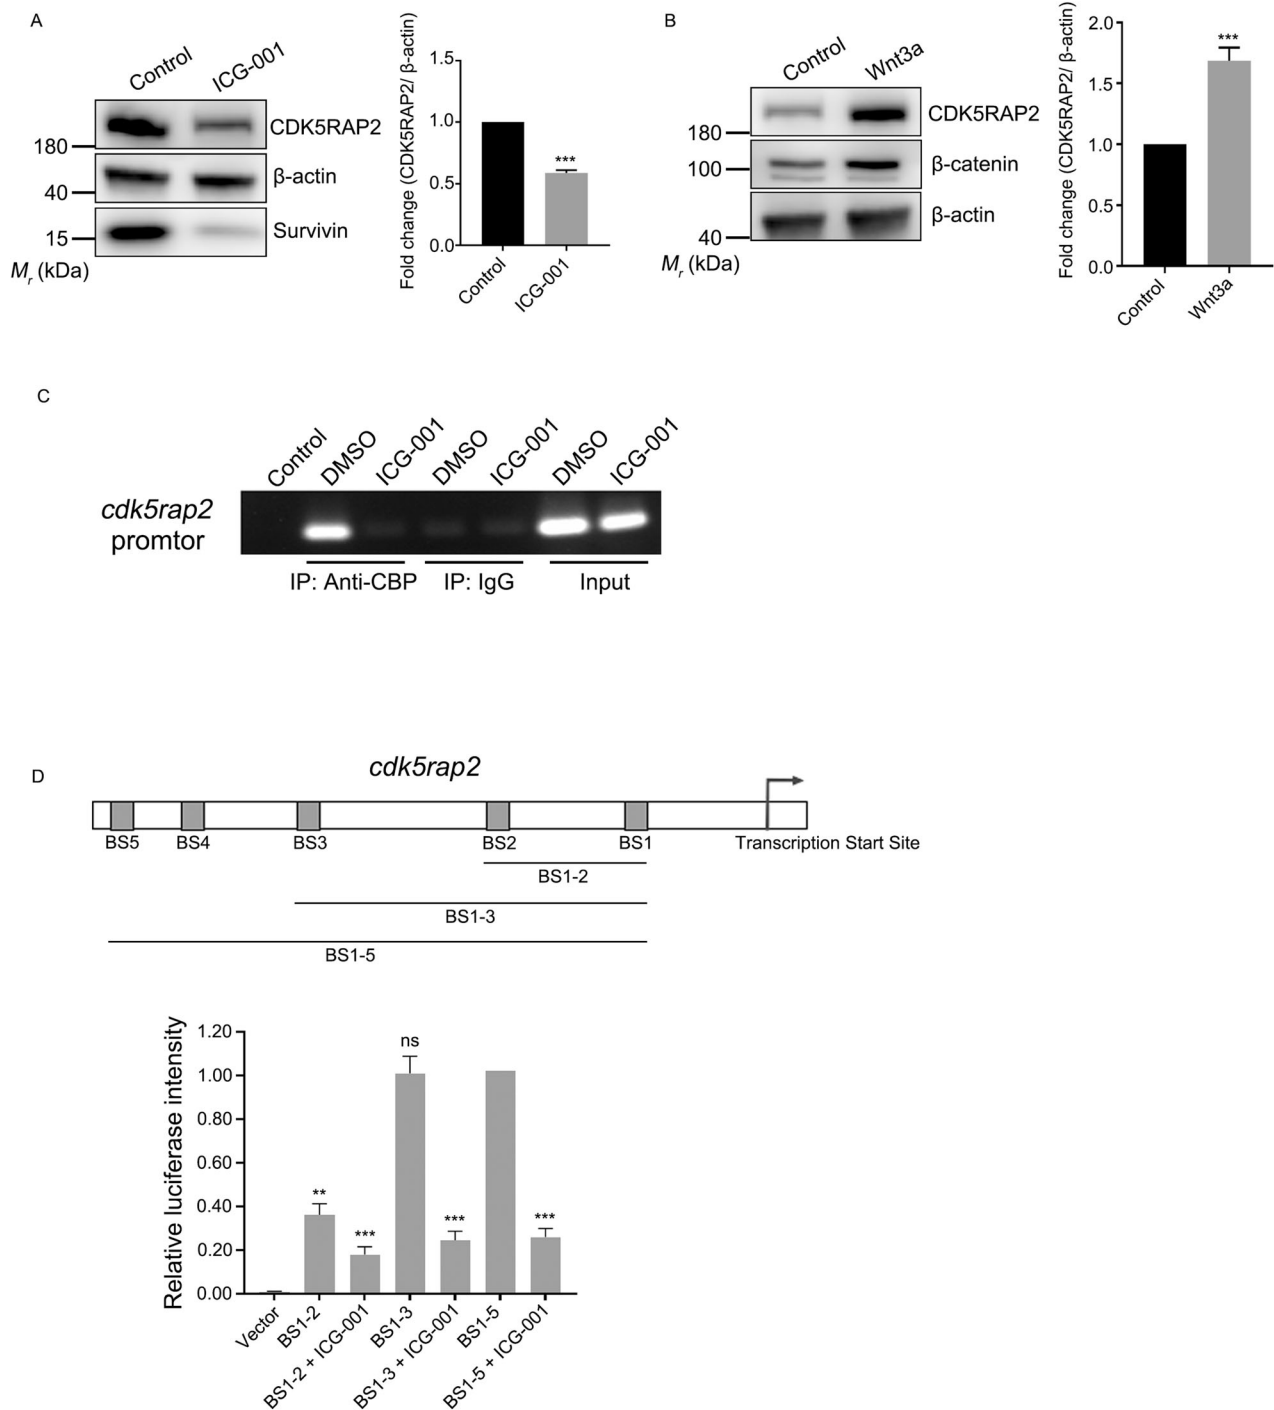 A
Control
ICG-001
CDK5RAP2
180
β-actin
40
Survivin
15
Mr (kDa)
Fold change (CDK5RAP2/ β-actin)
1.5
1.0
0.5
0.0
***
Control
ICG-001
B
Control
Wnt3a
CDK5RAP2
180
β-catenin
100
β-actin
40
Mr (kDa)
Fold change (CDK5RAP2/ β-actin)
2.0
1.5
1.0
0.5
0.0
***
Control
Wnt3a
C
Control
DMSO
ICG-001
DMSO
ICG-001
DMSO
ICG-001
cdk5rap2
promtor
IP: Anti-CBP
IP: IgG
Input
D
cdk5rap2
BS5
BS4
BS3
BS2
BS1
Transcription Start Site
BS1-2
BS1-3
BS1-5
Relative luciferase intensity
1.20
1.00
0.80
0.60
0.40
0.20
0.00
**
***
ns
***
***
Vector
BS1-2
BS1-2 + ICG-001
BS1-3
BS1-3 + ICG-001
BS1-5
BS1-5 + ICG-001